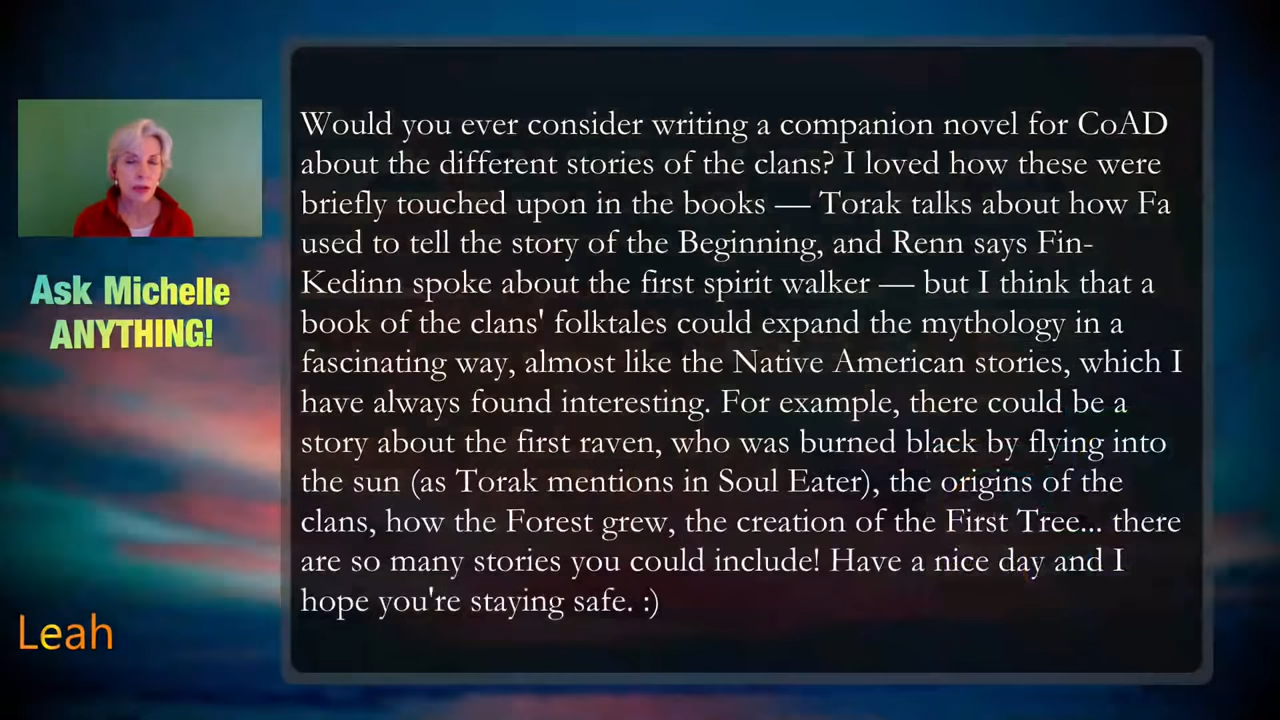 Would you ever consider writing a companion novel for CoAD
about the different stories of the clans? I loved how these were
briefly touched upon in the books — Torak talks about how Fa
used to tell the story of the Beginning, and Renn says Fin-
Kedinn spoke about the first spirit walker — but I think that a
book of the clans' folktales could expand the mythology in a
fascinating way, almost like the Native American stories, which I
have always found interesting. For example, there could be a
story about the first raven, who was burned black by flying into
the sun (as Torak mentions in Soul Eater), the origins of the
clans, how the Forest grew, the creation of the First Tree... there
are so many stories you could include! Have a nice day and I
hope you're staying safe. :)
Ask Michelle
ANYTHING!
Leah